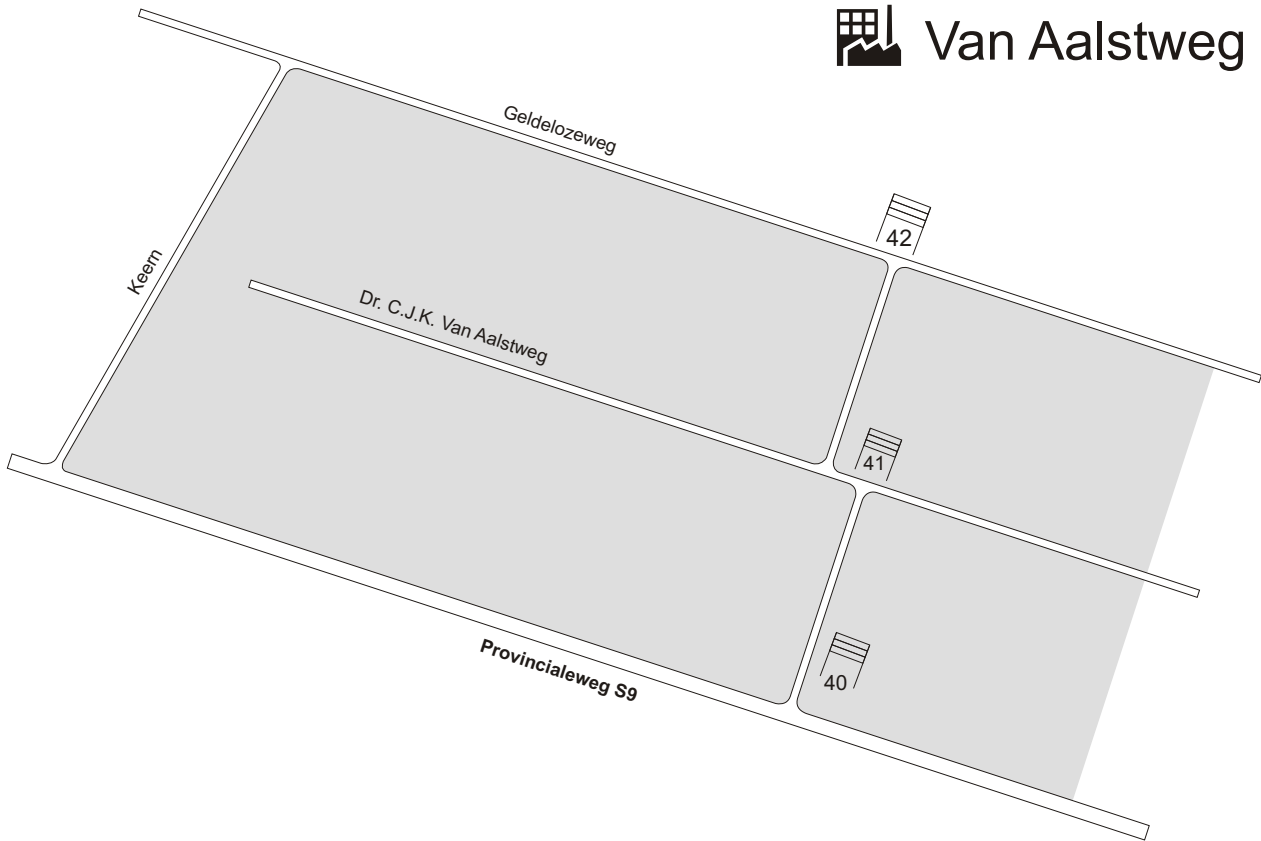 Van Aalstweg
Geldelozeweg
42
Keern
Dr. C.J.K. Van Aalstweg
41
40
Provincialeweg S9